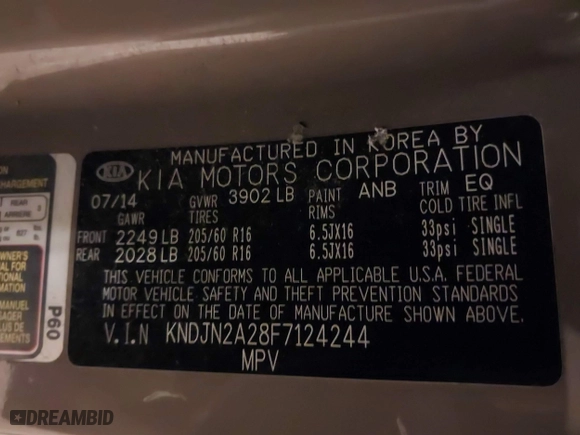 MANUFACTURED IN KOREA BY
KIA KIA MOTORS CORPORATION
07/14 GVWR 3902 LB PAINT ANB TRIM EQ
GAWR TIRES RIMS COLD TIRE INFL
FRONT 2249 LB 205/60 R16 6.5JX16 33psi SINGLE
REAR 2028 LB 205/60 R16 6.5JX16 33psi SINGLE
THIS VEHICLE CONFORMS TO ALL APPLICABLE U.S.A. FEDERAL
MOTOR VEHICLE SAFETY AND THEFT PREVENTION STANDARDS
IN EFFECT ON THE DATE OF MANUFACTURE SHOWN ABOVE.
V.I.N KNDJN2A28F7124244
MPV
REAR
ARRIERE
P60
DREAMBID